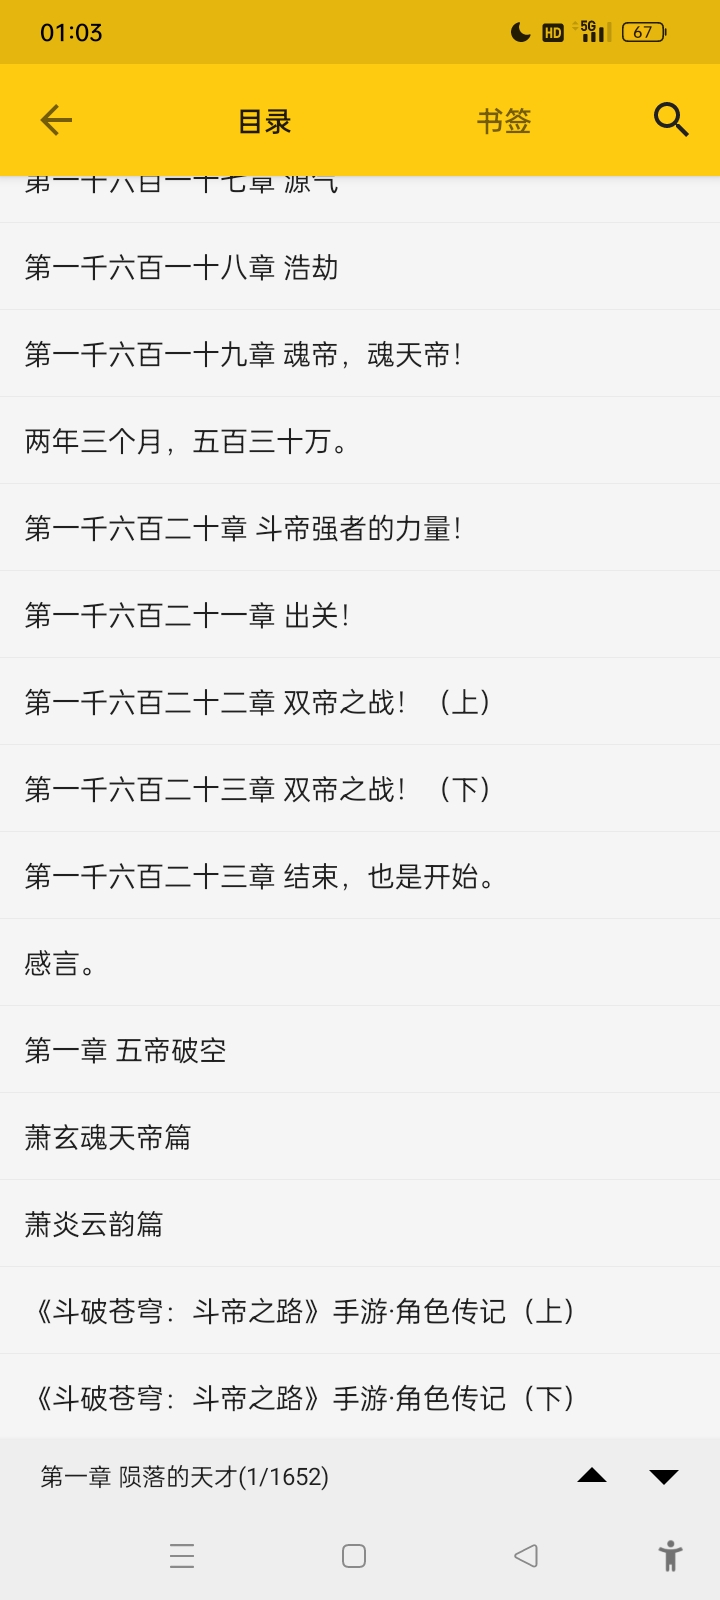 01:03
HD 5G 67
目录 书签
第一千六百一十七章 源气
第一千六百一十八章 浩劫
第一千六百一十九章 魂帝，魂天帝！
两年三个月，五百三十万。
第一千六百二十章 斗帝强者的力量！
第一千六百二十一章 出关！
第一千六百二十二章 双帝之战！（上）
第一千六百二十三章 双帝之战！（下）
第一千六百二十三章 结束，也是开始。
感言。
第一章 五帝破空
萧玄魂天帝篇
萧炎云韵篇
《斗破苍穹：斗帝之路》手游·角色传记（上）
《斗破苍穹：斗帝之路》手游·角色传记（下）
第一章 陨落的天才(1/1652)